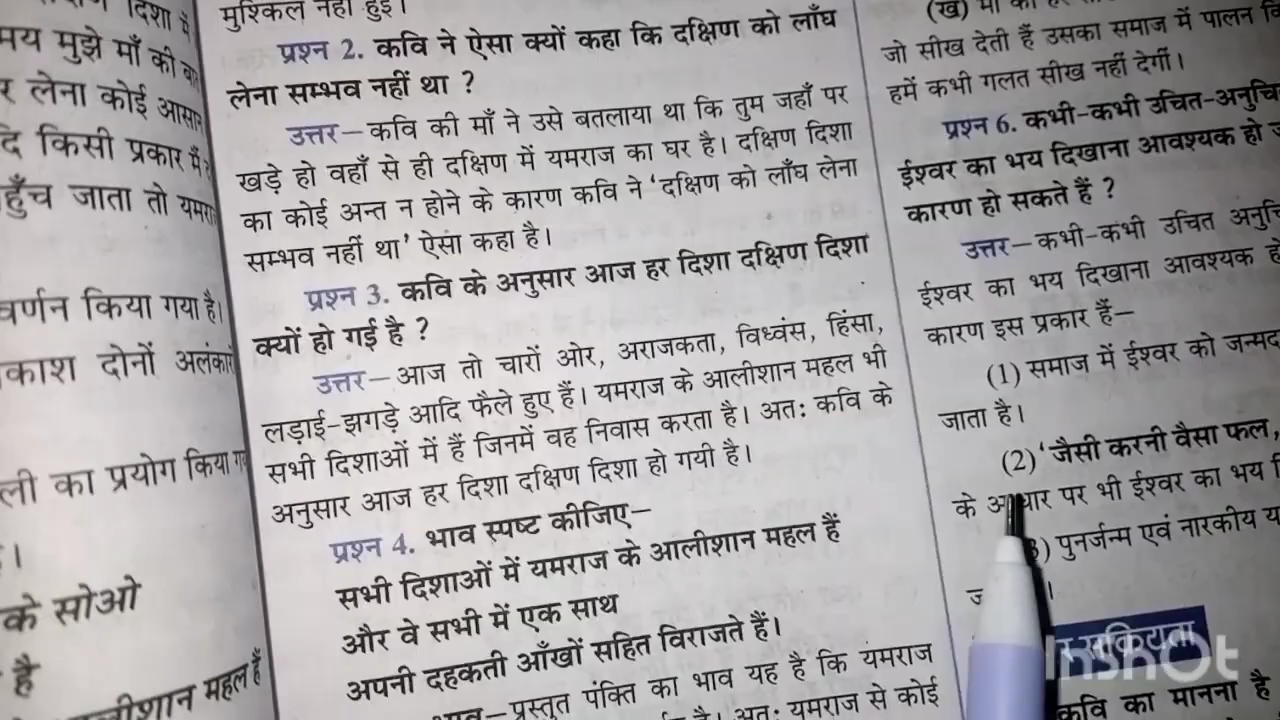 दिशा में
मय मुझे माँ की
र लेना कोई आसान
किसी प्रकार मैं
हुँच जाता तो यमराज
वर्णन किया गया है।
काश दोनों अलंकारों
ली का प्रयोग किया
के सोओ
है
महल हैं
मुश्किल नहीं हुई।
प्रश्न 2. कवि ने ऐसा क्यों कहा कि दक्षिण को लाँघ
लेना सम्भव नहीं था ?
उत्तर—कवि की माँ ने उसे बतलाया था कि तुम जहाँ पर
खड़े हो वहाँ से ही दक्षिण में यमराज का घर है। दक्षिण दिशा
का कोई अन्त न होने के कारण कवि ने 'दक्षिण को लाँघ लेना
सम्भव नहीं था' ऐसा कहा है।
प्रश्न 3. कवि के अनुसार आज हर दिशा दक्षिण दिशा
क्यों हो गई है ?
उत्तर—आज तो चारों ओर, अराजकता, विध्वंस, हिंसा,
लड़ाई-झगड़े आदि फैले हुए हैं। यमराज के आलीशान महल भी
सभी दिशाओं में हैं जिनमें वह निवास करता है। अतः कवि के
अनुसार आज हर दिशा दक्षिण दिशा हो गयी है।
प्रश्न 4. भाव स्पष्ट कीजिए—
सभी दिशाओं में यमराज के आलीशान महल हैं
और वे सभी में एक साथ
अपनी दहकती आँखों सहित विराजते हैं।
भाव—प्रस्तुत पंक्ति का भाव यह है कि यमराज
है। अतः यमराज से कोई
(ख) माँ
जो सीख देती हैं उसका समाज में पालन
हमें कभी गलत सीख नहीं देगीं।
प्रश्न 6. कभी-कभी उचित-अनुचि
ईश्वर का भय दिखाना आवश्यक हो
कारण हो सकते हैं ?
उत्तर—कभी-कभी उचित अनुचि
ईश्वर का भय दिखाना आवश्यक
कारण इस प्रकार हैं—
(1) समाज में ईश्वर को जन्मद
जाता है।
(2) 'जैसी करनी वैसा फल,
के आधार पर भी ईश्वर का भय
पुनर्जन्म एवं नारकीय
कवि का मानना है
InShOt